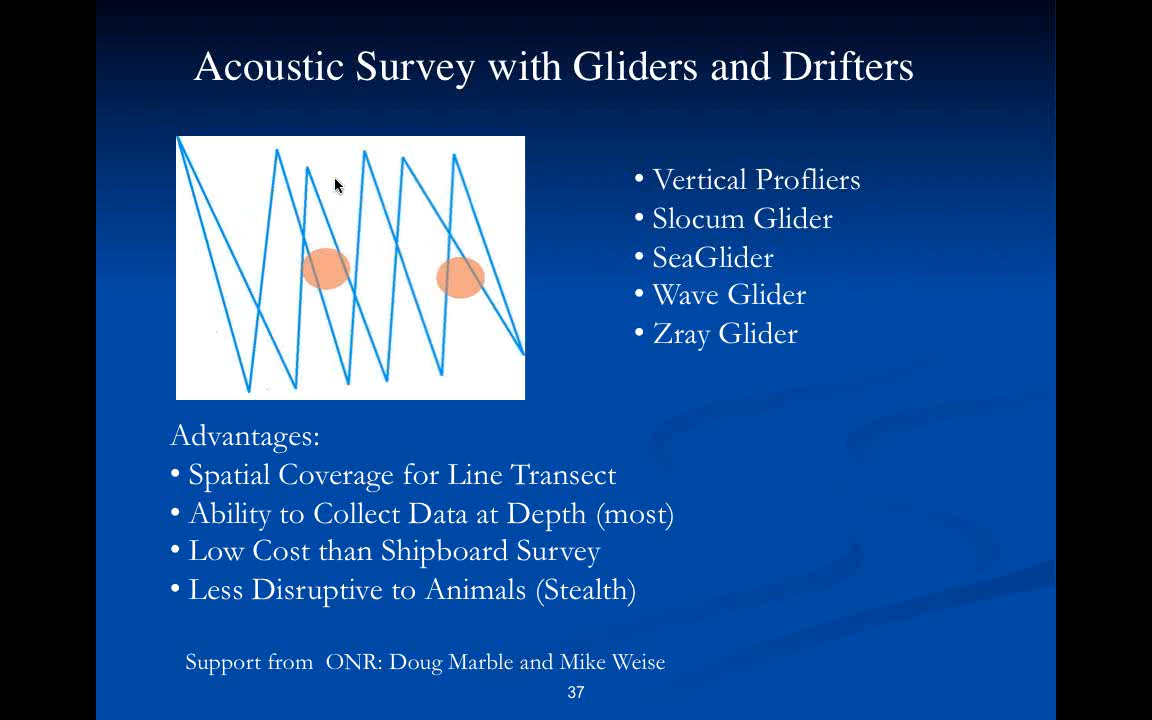 Acoustic Survey with Gliders and Drifters
• Vertical Profliers
• Slocum Glider
• SeaGlider
• Wave Glider
• Zray Glider
Advantages:
• Spatial Coverage for Line Transect
• Ability to Collect Data at Depth (most)
• Low Cost than Shipboard Survey
• Less Disruptive to Animals (Stealth)
Support from ONR: Doug Marble and Mike Weise
37